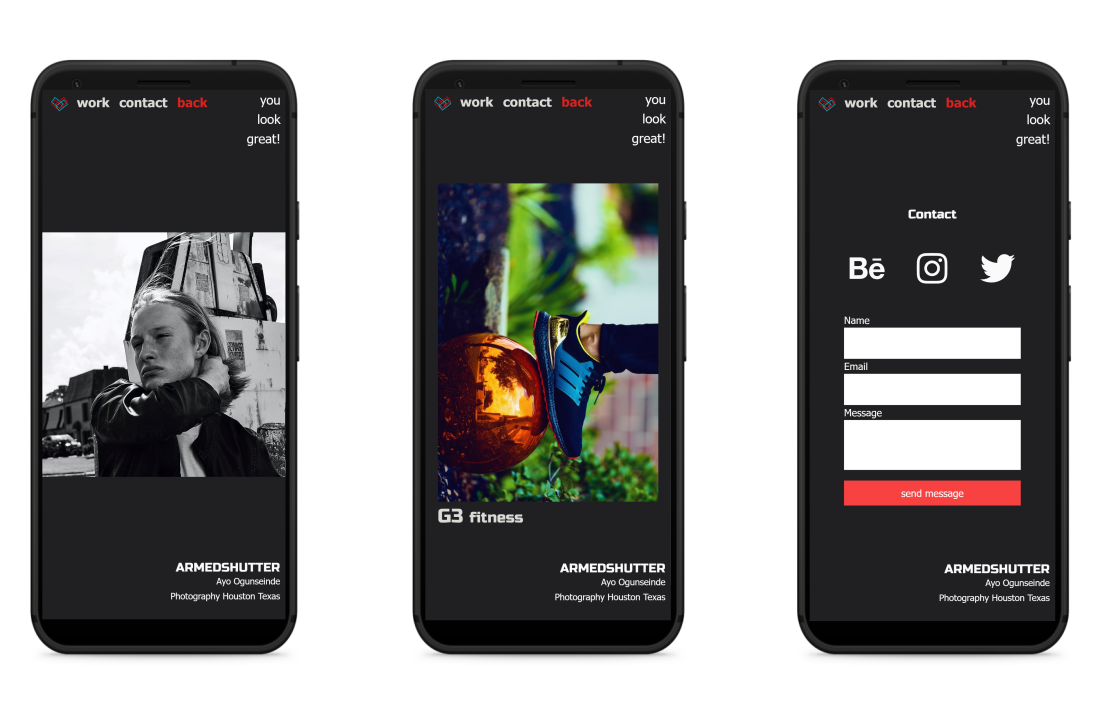 work contact back
you
look
great!
ARMEDSHUTTER
Ayo Ogunseinde
Photography Houston Texas
work contact back
you
look
great!
G3 fitness
ARMEDSHUTTER
Ayo Ogunseinde
Photography Houston Texas
work contact back
you
look
great!
Contact
Bē
Name
Email
Message
send message
ARMEDSHUTTER
Ayo Ogunseinde
Photography Houston Texas